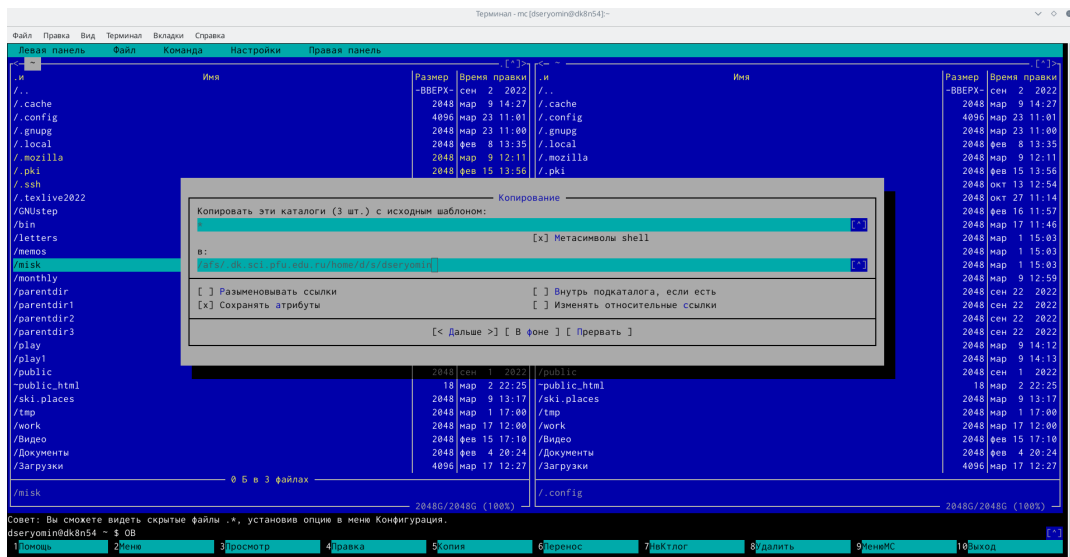 Терминал - mc [dseryomin@dk8n54]:~
Файл Правка Вид Терминал Вкладки Справка
Левая панель Файл Команда Настройки Правая панель
<- ~ .[^]> <- ~ .[^]>
.и Имя Размер Время правки .и Имя Размер Время правки
/.. -ВВЕРХ- сен 2 2022 /.. -ВВЕРХ- сен 2 2022
/.cache 2048 мар 9 14:27 /.cache 2048 мар 9 14:27
/.config 4096 мар 23 11:01 /.config 4096 мар 23 11:01
/.gnupg 2048 мар 23 11:00 /.gnupg 2048 мар 23 11:00
/.local 2048 фев 8 13:35 /.local 2048 фев 8 13:35
/.mozilla 2048 мар 9 12:11 /.mozilla 2048 мар 9 12:11
/.pki 2048 фев 15 13:56 /.pki 2048 фев 15 13:56
/.ssh 2048 окт 13 12:54
/.texlive2022 Копирование 2048 окт 27 11:14
/GNUstep Копировать эти каталоги (3 шт.) с исходным шаблоном: 2048 фев 16 11:57
/bin * [^] 2048 мар 17 11:46
/letters [x] Метасимволы shell 2048 мар 1 15:03
/memos в: 2048 мар 1 15:03
/misk /afs/.dk.sci.pfu.edu.ru/home/d/s/dseryomin [^] 2048 мар 1 15:03
/monthly 2048 мар 9 12:59
/parentdir [ ] Разыменовывать ссылки [ ] Внутрь подкаталога, если есть 2048 сен 22 2022
/parentdir1 [x] Сохранять атрибуты [ ] Изменять относительные ссылки 2048 сен 22 2022
/parentdir2 2048 сен 22 2022
/parentdir3 [< Дальше >] [ В фоне ] [ Прервать ] 2048 сен 22 2022
/play 2048 мар 9 14:12
/play1 2048 мар 9 14:13
/public 2048 сен 1 2022 /public 2048 сен 1 2022
~public_html 18 мар 2 22:25 ~public_html 18 мар 2 22:25
/ski.places 2048 мар 9 13:17 /ski.places 2048 мар 9 13:17
/tmp 2048 мар 1 17:00 /tmp 2048 мар 1 17:00
/work 2048 мар 17 12:00 /work 2048 мар 17 12:00
/Видео 2048 фев 15 17:10 /Видео 2048 фев 15 17:10
/Документы 2048 фев 4 20:24 /Документы 2048 фев 4 20:24
/Загрузки 4096 мар 17 12:27 /Загрузки 4096 мар 17 12:27
0 Б в 3 файлах
/misk /.config
2048G/2048G (100%) 2048G/2048G (100%)
Совет: Вы сможете видеть скрытые файлы .*, установив опцию в меню Конфигурация.
dseryomin@dk8n54 ~ $ OB [^]
1Помощь 2Меню 3Просмотр 4Правка 5Копия 6Перенос 7НвКтлог 8Удалить 9МенюMC 10Выход